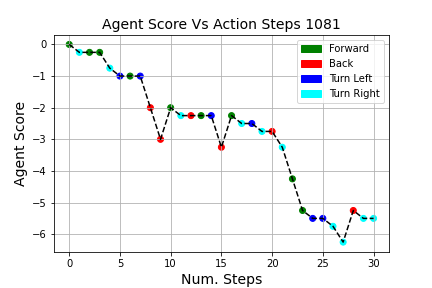 Agent Score Vs Action Steps 1081
Agent Score
0
−1
−2
−3
−4
−5
−6
Forward
Back
Turn Left
Turn Right
0 5 10 15 20 25 30
Num. Steps